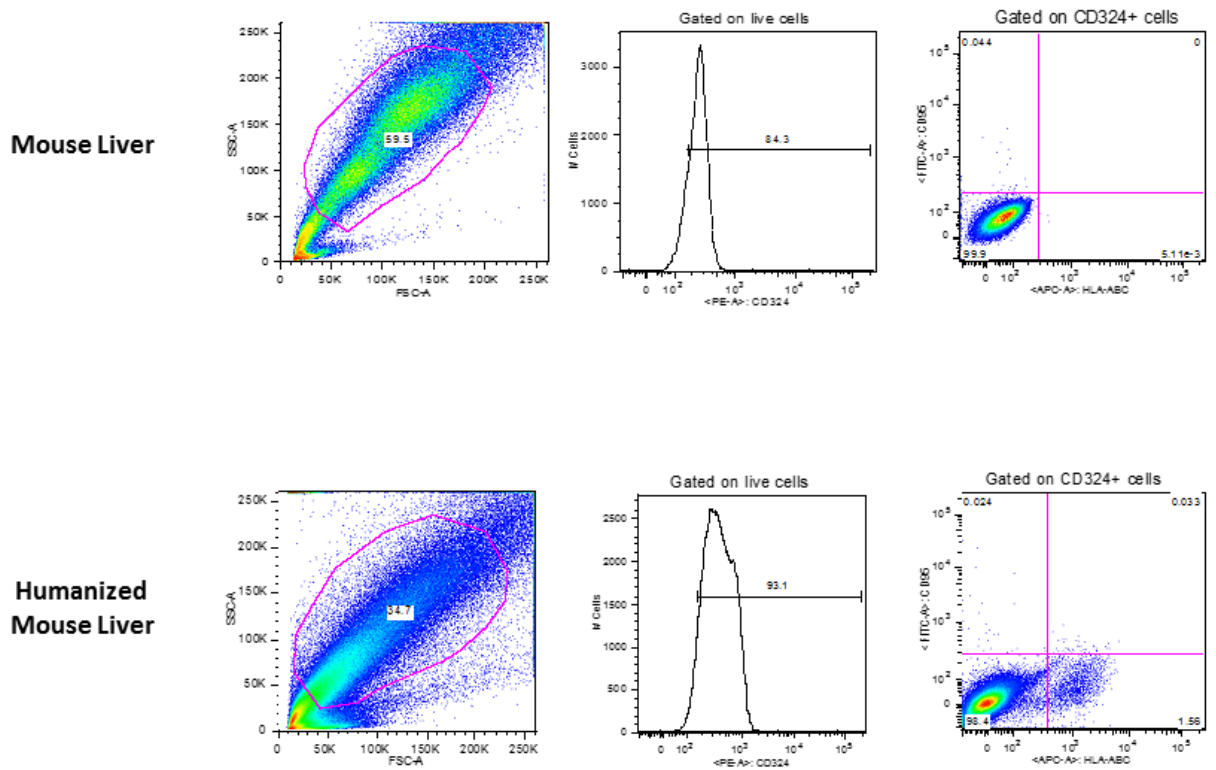 Mouse Liver
250K
200K
150K
100K
50K
0
SSC-A
59.5
0 50K 100K 150K 200K 250K
FSC-A
Gated on live cells
3000
2000
1000
0
# Cells
84.3
0 10² 10³ 10⁴ 10⁵
<PE-A>: CD324
Gated on CD324+ cells
0.044 0
10⁵
10⁴
10³
10²
0
<FITC-A>: CD95
99.9 5.11e-3
0 10² 10³ 10⁴ 10⁵
<APC-A>: HLA-ABC
Humanized
Mouse Liver
250K
200K
150K
100K
50K
0
SSC-A
34.7
0 50K 100K 150K 200K 250K
FSC-A
Gated on live cells
2500
2000
1500
1000
500
0
# Cells
93.1
0 10² 10³ 10⁴ 10⁵
<PE-A>: CD324
Gated on CD324+ cells
0.024 0.033
10⁵
10⁴
10³
10²
0
<FITC-A>: CD95
98.4 1.56
0 10² 10³ 10⁴ 10⁵
<APC-A>: HLA-ABC